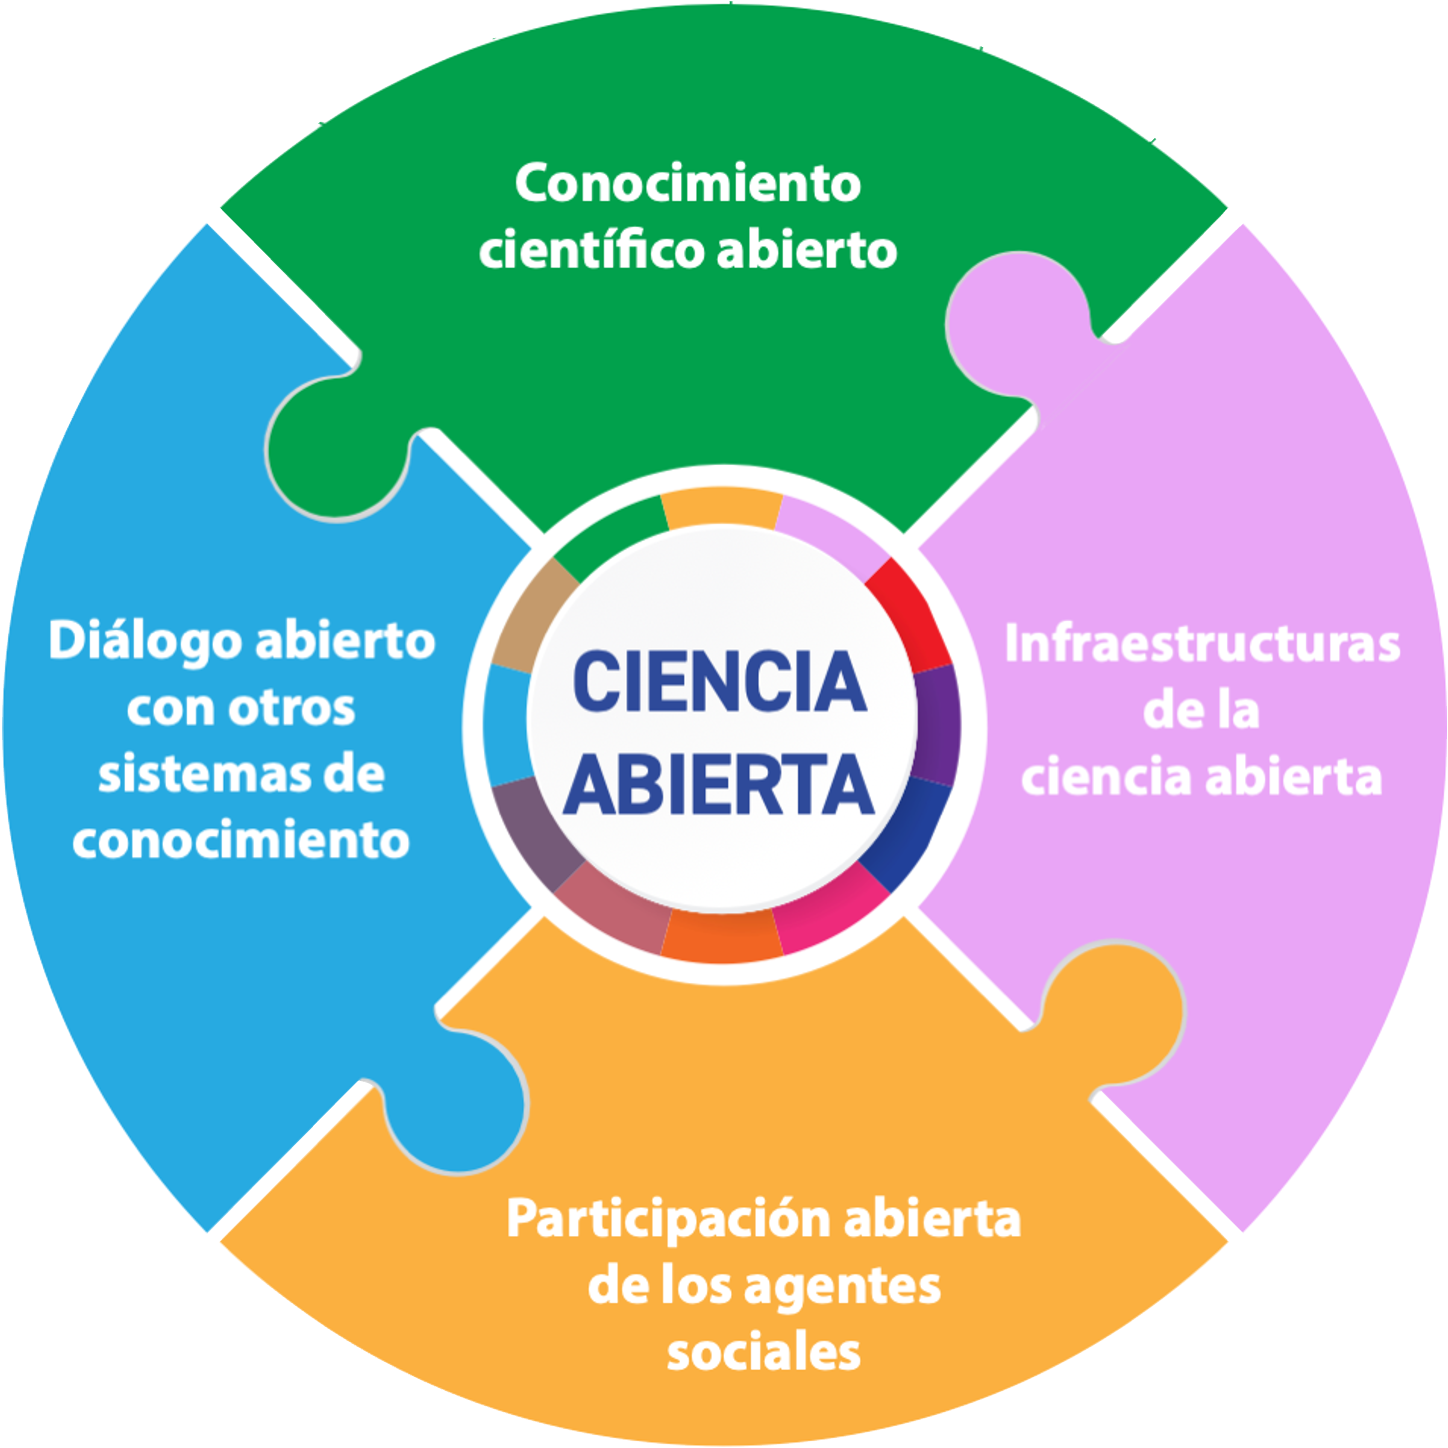 Conocimiento
científico abierto
Diálogo abierto
con otros
sistemas de
conocimiento
CIENCIA
ABIERTA
Infraestructuras
de la
ciencia abierta
Participación abierta
de los agentes
sociales